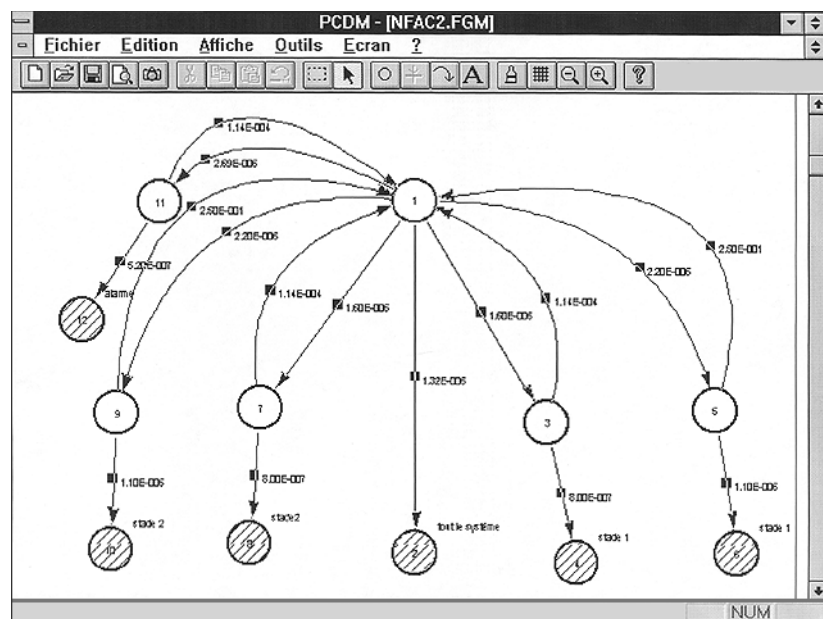 PCDM - [NFAC2.FGM]
Fichier Edition Affiche Outils Ecran ?
A ?
1.14E-004
2.69E-006
11
1
2.50E-001
2.20E-006
5.20E-007
alarme
12
1.14E-004
1.60E-006
1.60E-006
1.14E-004
2.20E-006
2.50E-001
1.32E-006
9
7
3
5
1.10E-006
8.00E-007
8.00E-007
1.10E-006
stade 2
stade2
toutle système
stade 1
stade 1
10
8
2
4
6
NUM